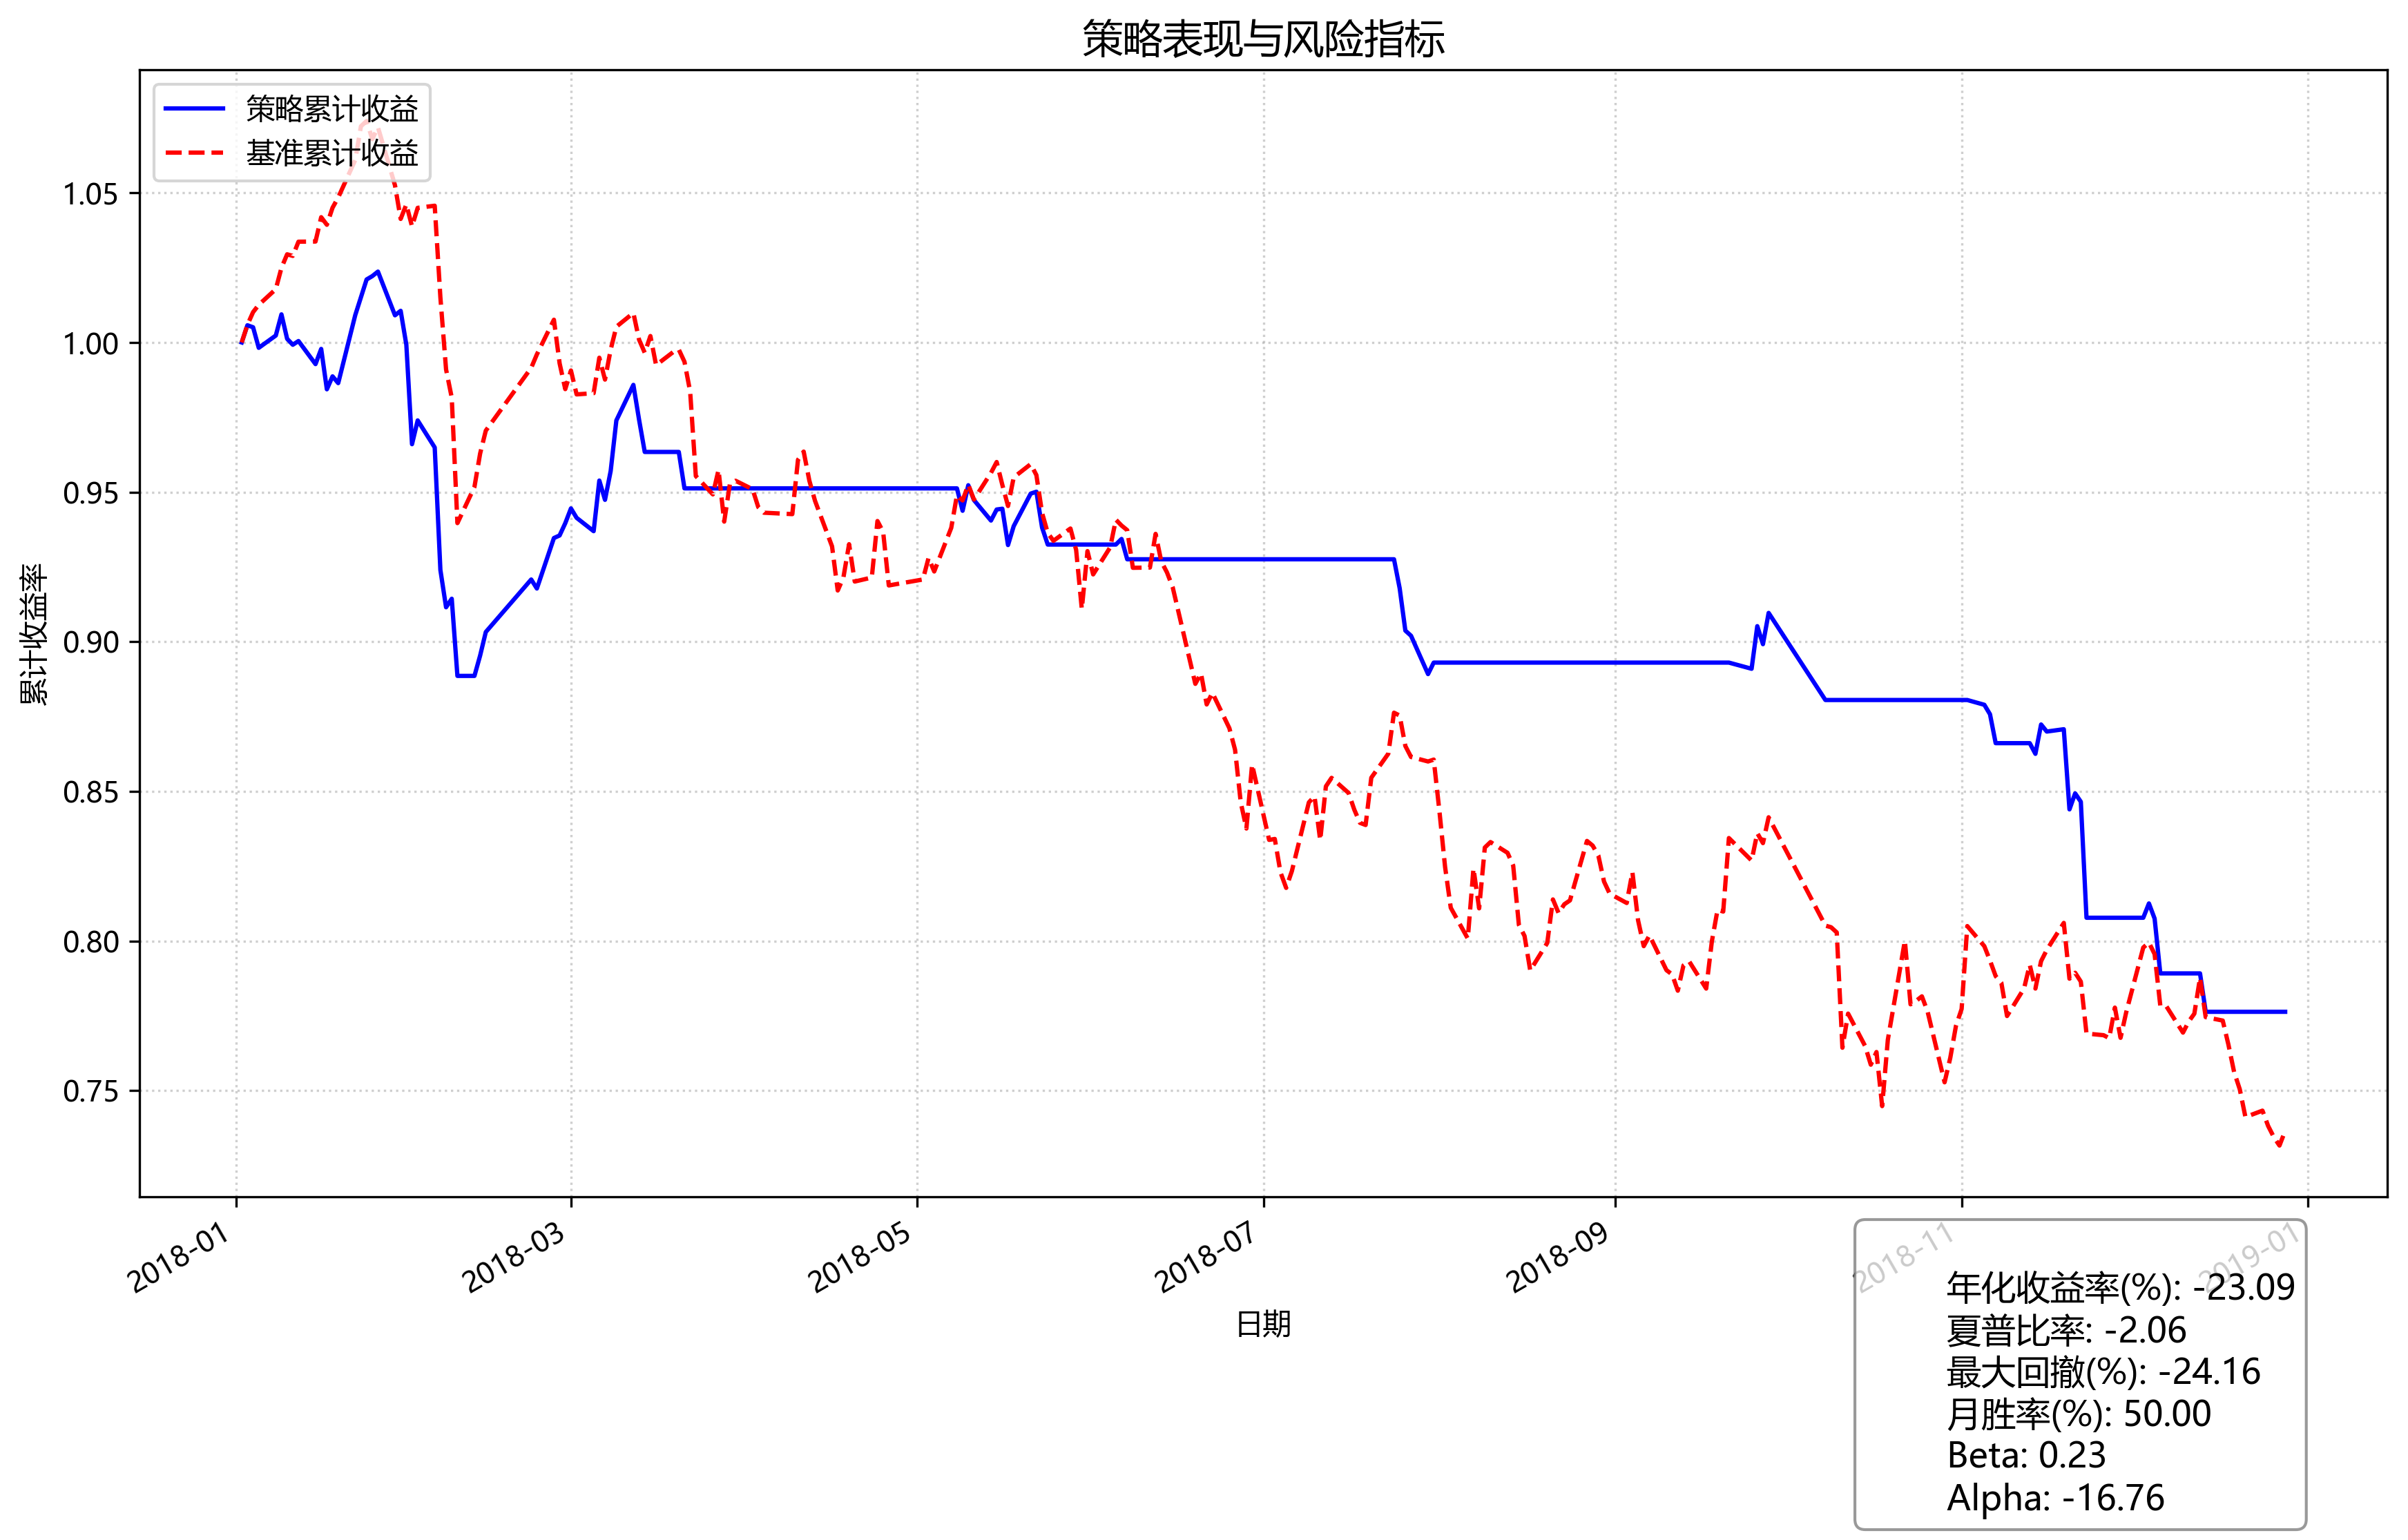 策略表现与风险指标
策略累计收益
基准累计收益
1.05
1.00
0.95
0.90
0.85
0.80
0.75
累计收益率
2018-01
2018-03
2018-05
2018-07
2018-09
2018-11
2019-01
日期
年化收益率(%): -23.09
夏普比率: -2.06
最大回撤(%): -24.16
月胜率(%): 50.00
Beta: 0.23
Alpha: -16.76